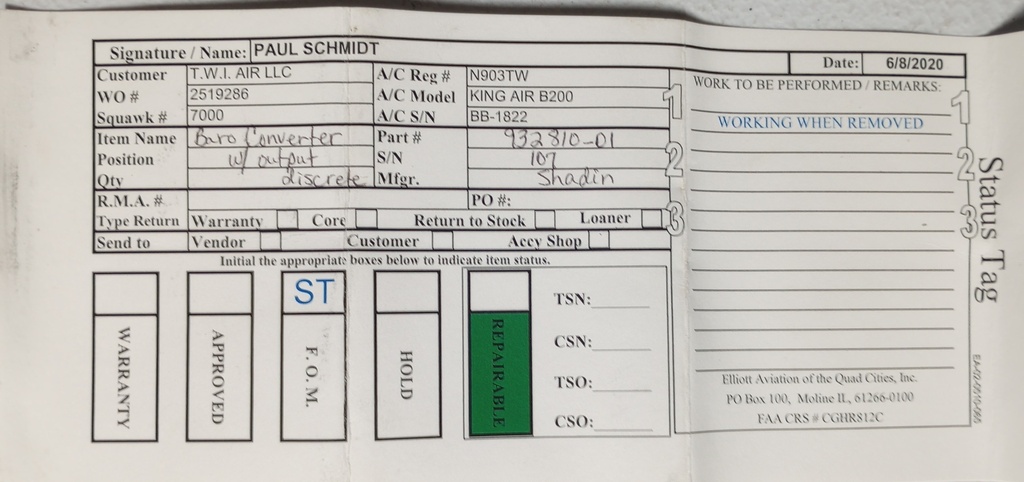 Signature / Name: PAUL SCHMIDT
Date: 6/8/2020
Customer T.W.I. AIR LLC A/C Reg # N903TW
WO # 2519286 A/C Model KING AIR B200
Squawk # 7000 A/C S/N BB-1822
Item Name Baro Converter Part # 932810-01
Position w/ output S/N 107
Qty discrete Mfgr. Shadin
R.M.A. # PO #:
Type Return Warranty Core Return to Stock Loaner
Send to Vendor Customer Accy Shop
1
2
3
Initial the appropriate boxes below to indicate item status.
WARRANTY
APPROVED
ST
F. O. M.
HOLD
REPAIRABLE
TSN:
CSN:
TSO:
CSO:
WORK TO BE PERFORMED / REMARKS:
WORKING WHEN REMOVED
Elliott Aviation of the Quad Cities, Inc.
PO Box 100, Moline IL, 61266-0100
FAA CRS # CGHR812C
1
2
3
Status Tag